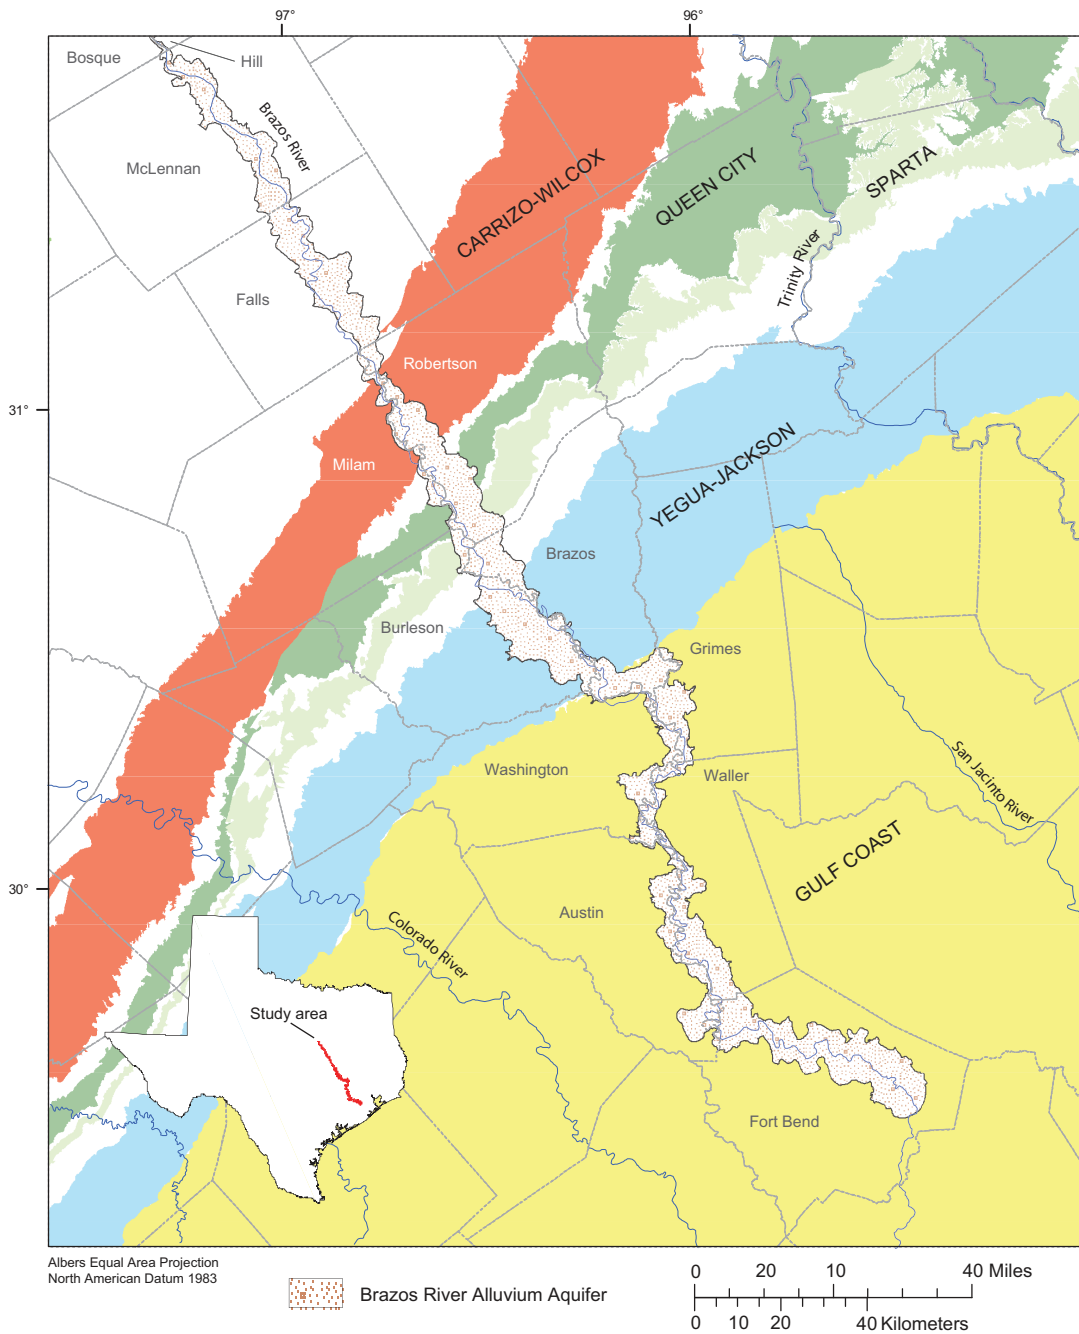 97°
96°
Bosque
Hill
Brazos River
McLennan
CARRIZO-WILCOX
QUEEN CITY
SPARTA
Trinity River
Falls
Robertson
31°
Milam
YEGUA-JACKSON
Brazos
Burleson
Grimes
Washington
Waller
San Jacinto River
GULF COAST
30°
Austin
Colorado River
Study area
Fort Bend
Albers Equal Area Projection
North American Datum 1983
Brazos River Alluvium Aquifer
0 20 10 40 Miles
0 10 20 40 Kilometers